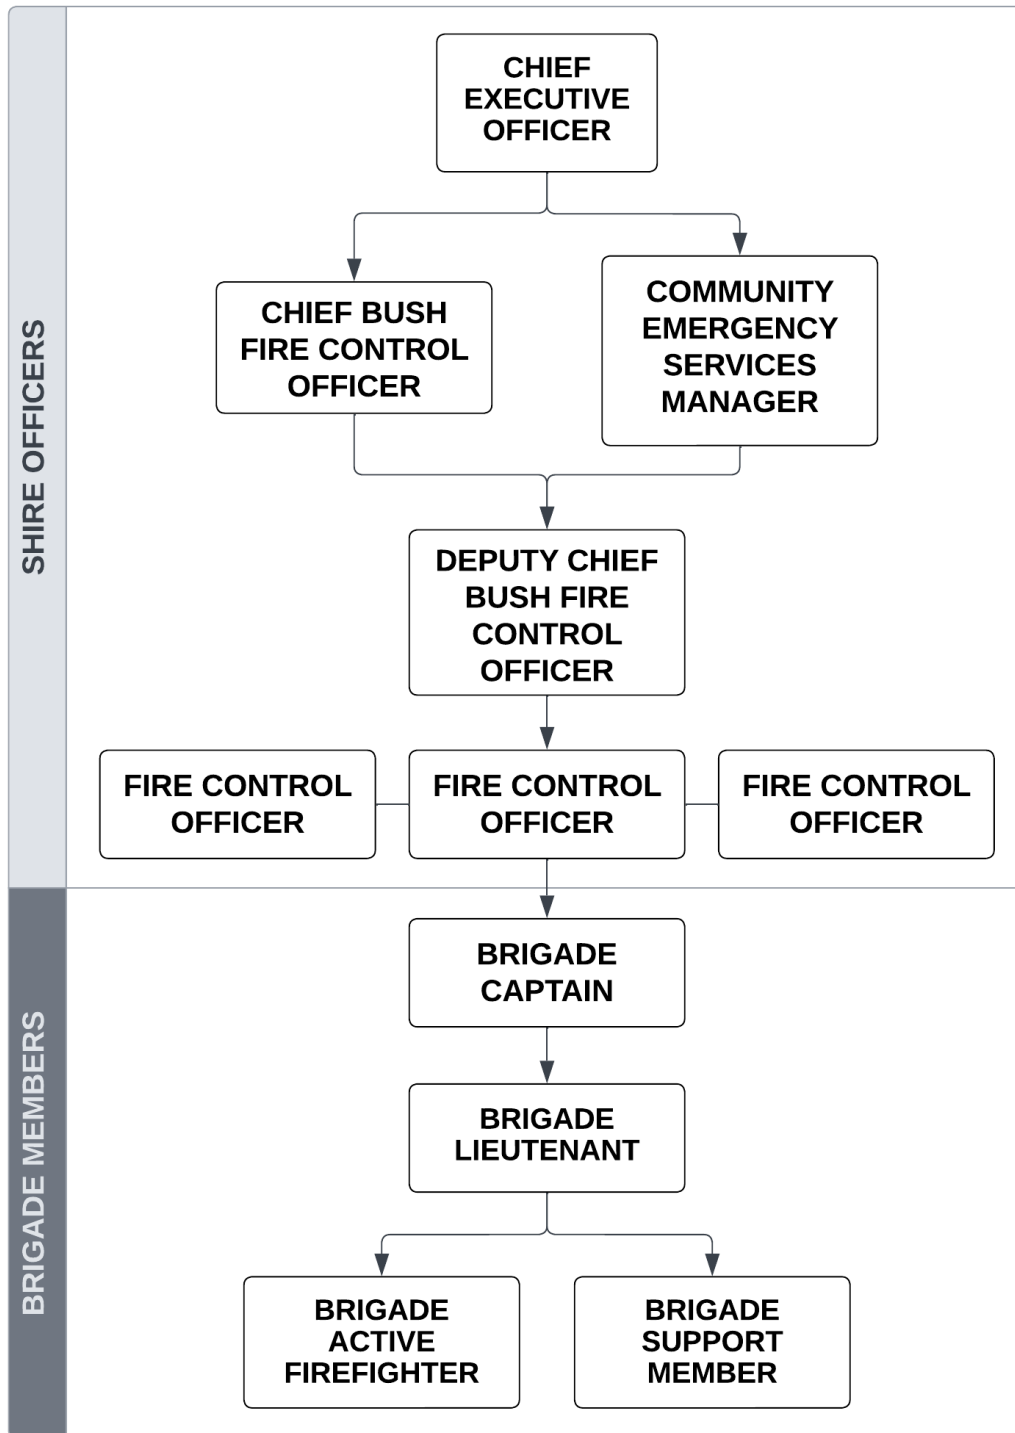 SHIRE OFFICERS
CHIEF
EXECUTIVE
OFFICER
CHIEF BUSH
FIRE CONTROL
OFFICER
COMMUNITY
EMERGENCY
SERVICES
MANAGER
DEPUTY CHIEF
BUSH FIRE
CONTROL
OFFICER
FIRE CONTROL
OFFICER
FIRE CONTROL
OFFICER
FIRE CONTROL
OFFICER
BRIGADE MEMBERS
BRIGADE
CAPTAIN
BRIGADE
LIEUTENANT
BRIGADE
ACTIVE
FIREFIGHTER
BRIGADE
SUPPORT
MEMBER